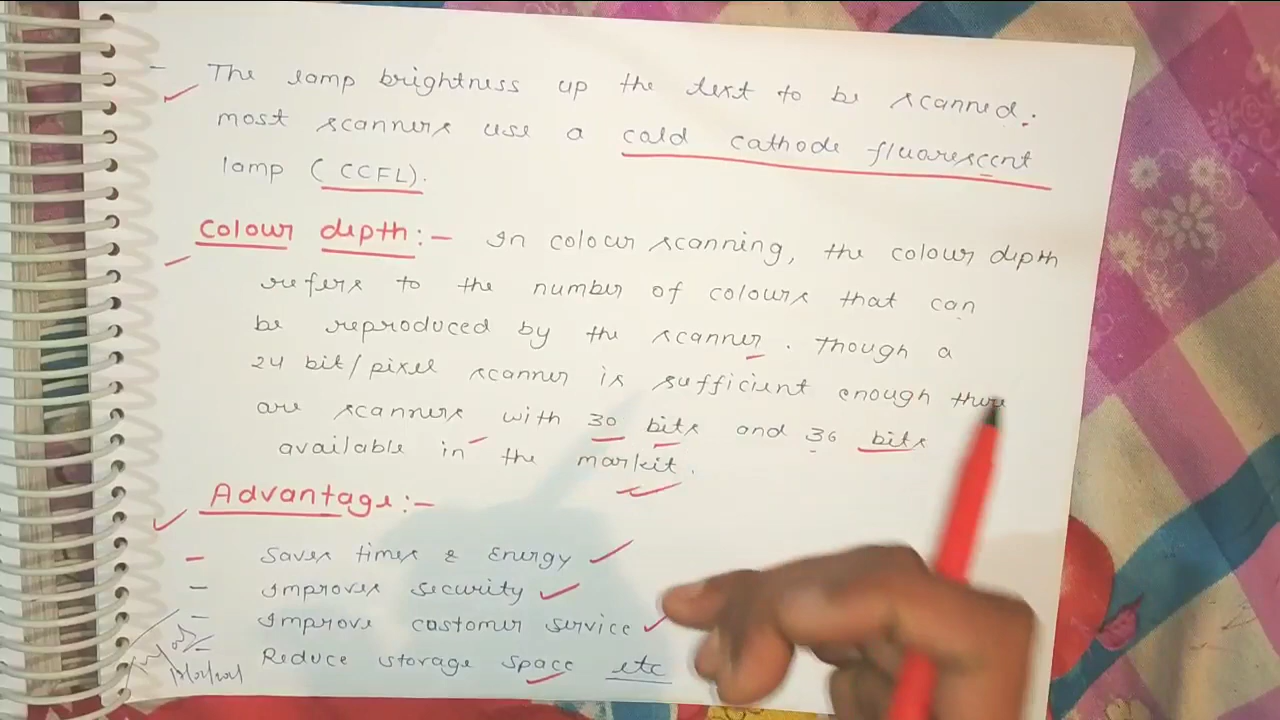 - The lamp brightness up the text to be scanned.
most scanners use a cold cathode fluorescent
lamp (CCFL).
Colour depth:- In colour scanning, the colour depth
refers to the number of colours that can
be reproduced by the scanner. Though a
24 bit/pixel scanner is sufficient enough there
are scanners with 30 bits and 36 bits
available in the markit.
Advantage:-
- Saves times & Energy
- Improves security
- Improve customer service
- Reduce storage space etc